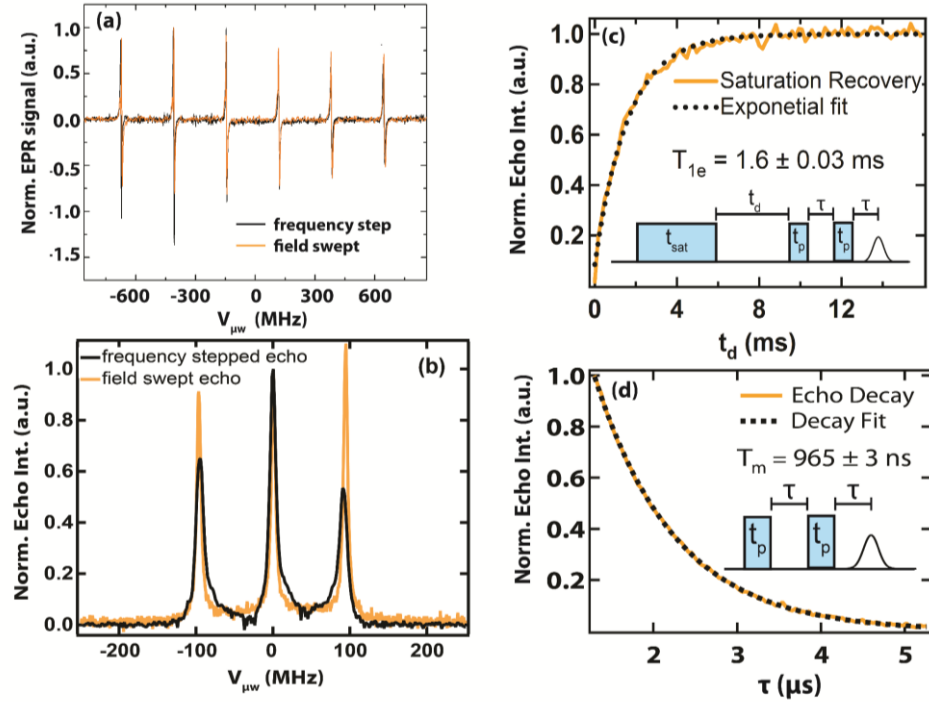 (a)
Norm. EPR signal (a.u.)
1.0
0.5
0.0
-0.5
-1.0
-1.5
frequency step
field swept
-600
-300
0
300
600
Vμw (MHz)
(b)
frequency stepped echo
field swept echo
Norm. Echo Int. (a.u.)
1.0
0.8
0.6
0.4
0.2
0.0
-200
-100
0
100
200
Vμw (MHz)
(c)
Norm. Echo Int. (a.u.)
1.0
0.8
0.6
0.4
0.2
Saturation Recovery
Exponetial fit
T1e = 1.6 ± 0.03 ms
td
τ
τ
tsat
tp
tp
0
4
8
12
td (ms)
(d)
Norm. Echo Int. (a.u.)
1.0
0.8
0.6
0.4
0.2
Echo Decay
Decay Fit
Tm = 965 ± 3 ns
τ
τ
tp
tp
2
3
4
5
τ (μs)